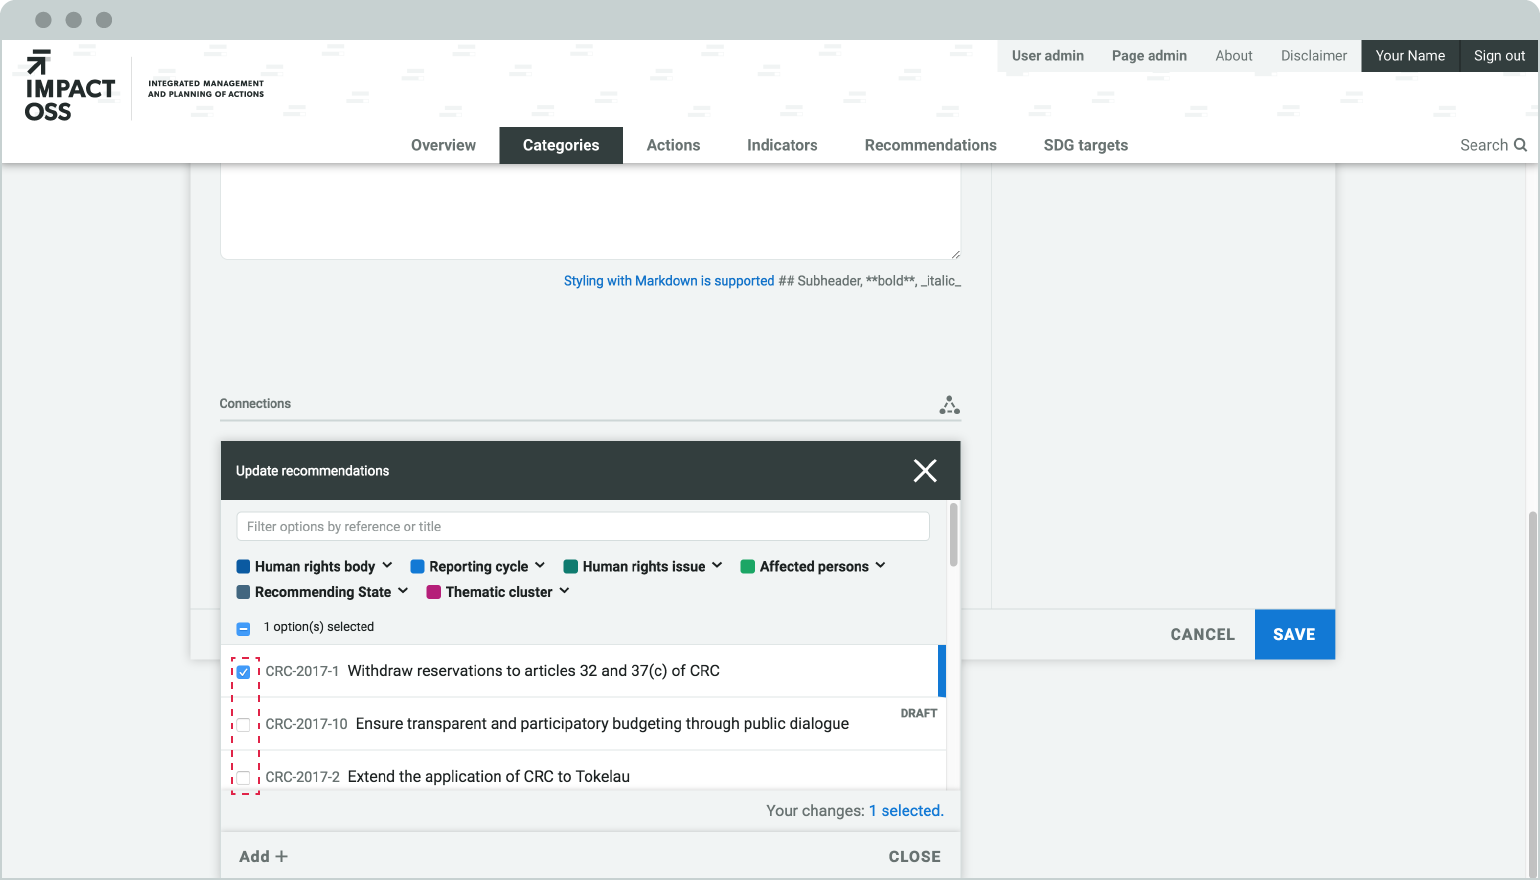 User admin Page admin About Disclaimer Your Name Sign out
IMPACT
OSS
INTEGRATED MANAGEMENT
AND PLANNING OF ACTIONS
Overview Categories Actions Indicators Recommendations SDG targets Search
Styling with Markdown is supported ## Subheader, **bold**, _italic_
Connections
Update recommendations
Filter options by reference or title
Human rights body Reporting cycle Human rights issue Affected persons
Recommending State Thematic cluster
1 option(s) selected
CANCEL SAVE
CRC-2017-1 Withdraw reservations to articles 32 and 37(c) of CRC
DRAFT
CRC-2017-10 Ensure transparent and participatory budgeting through public dialogue
CRC-2017-2 Extend the application of CRC to Tokelau
Your changes: 1 selected.
Add + CLOSE